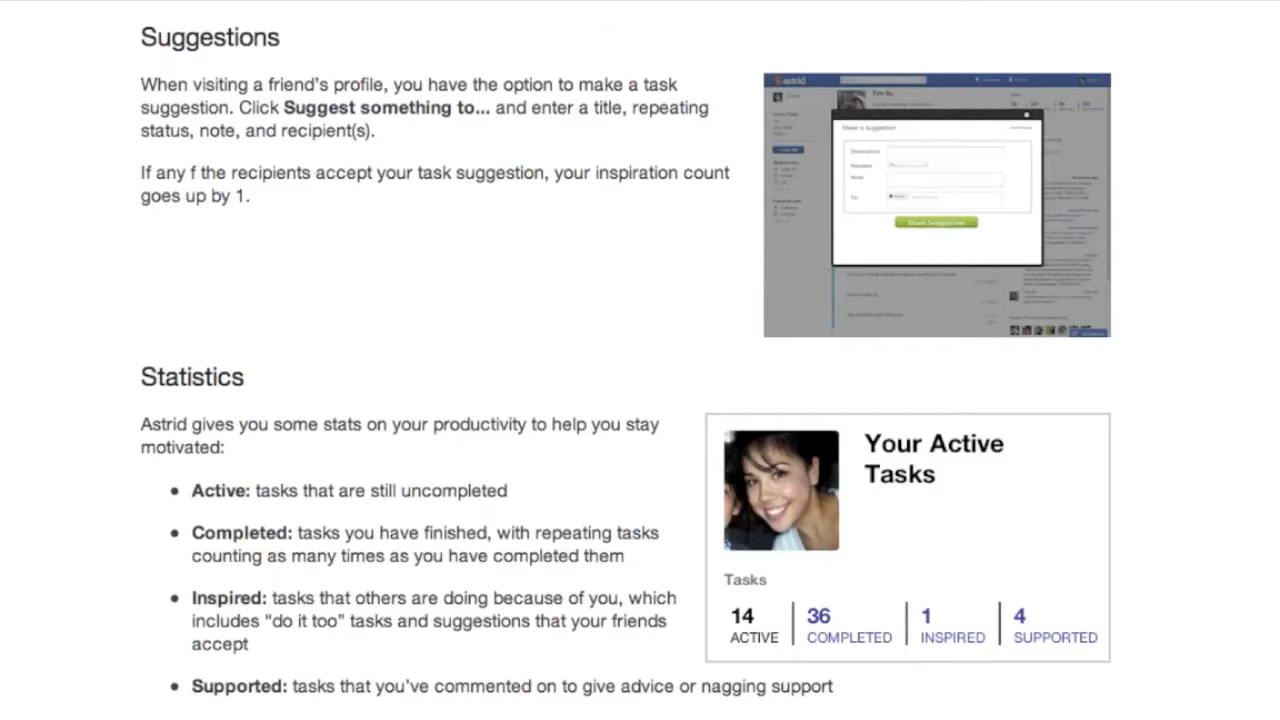 Suggestions
When visiting a friend's profile, you have the option to make a task
suggestion. Click Suggest something to... and enter a title, repeating
status, note, and recipient(s).
If any f the recipients accept your task suggestion, your inspiration count
goes up by 1.
astrid
Tim Su
Make a suggestion
Statistics
Astrid gives you some stats on your productivity to help you stay
motivated:
• Active: tasks that are still uncompleted
• Completed: tasks you have finished, with repeating tasks
counting as many times as you have completed them
• Inspired: tasks that others are doing because of you, which
includes "do it too" tasks and suggestions that your friends
accept
• Supported: tasks that you've commented on to give advice or nagging support
Your Active
Tasks
Tasks
14 36 1 4
ACTIVE COMPLETED INSPIRED SUPPORTED